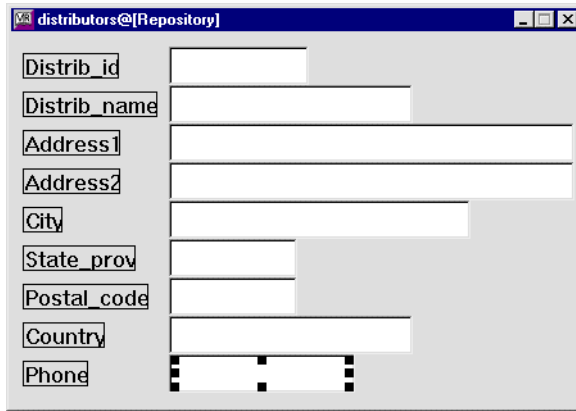 distributors@[Repository]
Distrib_id
Distrib_name
Address1
Address2
City
State_prov
Postal_code
Country
Phone